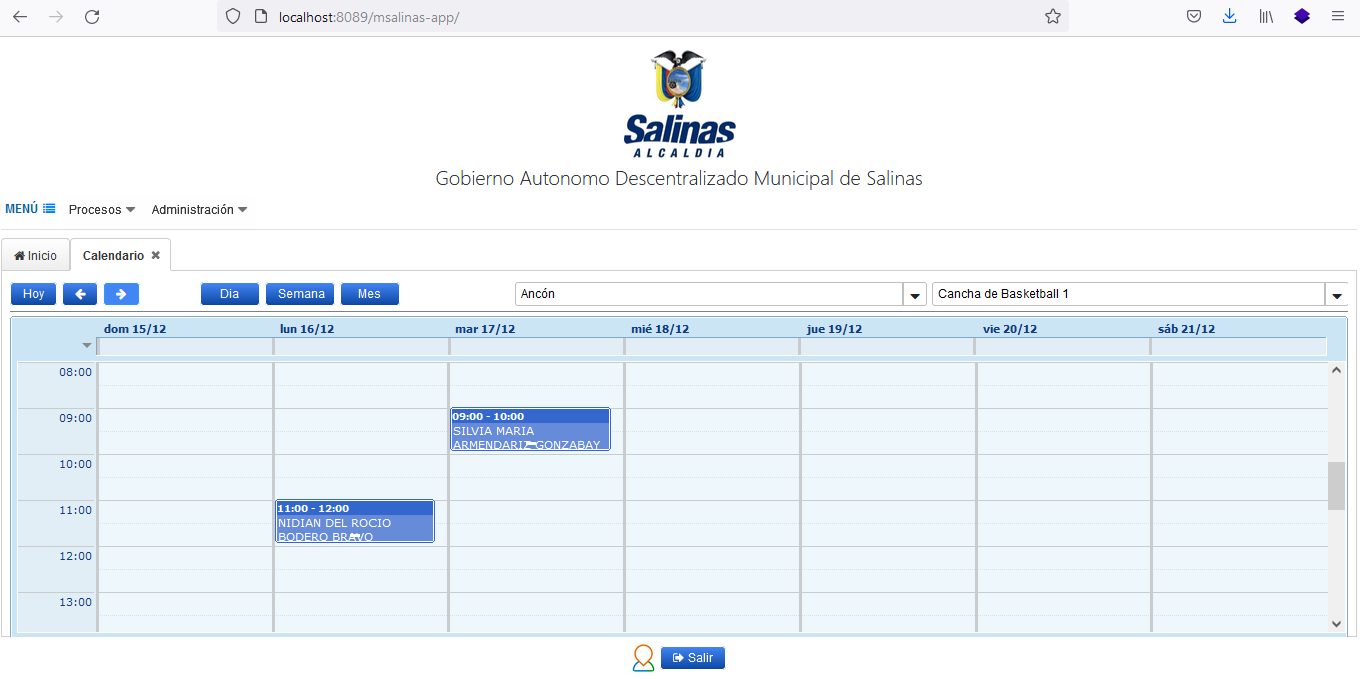 localhost:8089/msalinas-app/
Salinas
ALCALDIA
Gobierno Autonomo Descentralizado Municipal de Salinas
MENÚ Procesos Administración
Inicio Calendario
Hoy Dia Semana Mes Ancón Cancha de Basketball 1
dom 15/12 lun 16/12 mar 17/12 mié 18/12 jue 19/12 vie 20/12 sáb 21/12
08:00
09:00
09:00 - 10:00
SILVIA MARIA
ARMENDARIZ GONZABAY
10:00
11:00
11:00 - 12:00
NIDIAN DEL ROCIO
BODERO BRAVO
12:00
13:00
Salir